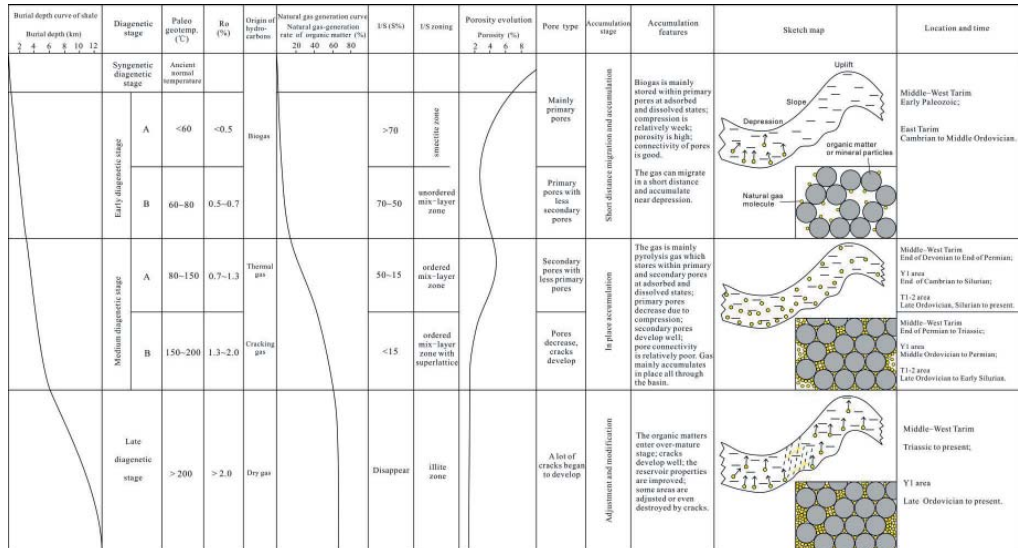 Burial depth curve of shale
Burial depth (km)
2 4 6 8 10 12
Diagenetic
stage
Paleo
geotemp.
(℃)
Ro
(%)
Origin of
hydro-
carbons
Natural gas generation curve
Natural gas-generation
rate of organic matter (%)
20 40 60 80
I/S (S%)
I/S zoning
Porosity evolution
Porosity (%)
2 4 6 8
Pore type
Accumulation
stage
Accumulation
features
Sketch map
Location and time
Syngenetic
diagenetic
stage
Ancient
normal
temperature
Early diagenetic stage
A
<60
<0.5
Biogas
>70
smectite zone
Mainly
primary
pores
B
60-80
0.5-0.7
70-50
unordered
mix-layer
zone
Primary
pores with
less
secondary
pores
Short distance migration and accumulation
Biogas is mainly
stored within primary
pores at adsorbed
and dissolved states;
compression is
relatively week;
porosity is high;
connectivity of pores
is good.
The gas can migrate
in a short distance
and accumulate
near depression.
Uplift
Slope
Depression
organic matter
or mineral particles
Natural gas
molecule
Middle-West Tarim
Early Paleozoic;
East Tarim
Cambrian to Middle Ordovician.
Medium diagenetic stage
A
80-150
0.7-1.3
Thermal
gas
50-15
ordered
mix-layer
zone
Secondary
pores with
less primary
pores
B
150-200
1.3-2.0
Cracking
gas
<15
ordered
mix-layer
zone with
superlattice
Pores
decrease,
cracks
develop
In place accumulation
The gas is mainly
pyrolysis gas which
stores within primary
and secondary pores
at adsorbed and
dissolved states;
primary pores
decrease due to
compression;
secondary pores
develop well;
pore connectivity
is relatively poor. Gas
mainly accumulates
in place all through
the basin.
Middle-West Tarim
End of Devonian to End of Permian;
Y1 area
End of Cambrian to Silurian;
T1-2 area
Late Ordovician, Silurian to present.
Middle-West Tarim
End of Permian to Triassic;
Y1 area
Middle Ordovician to Permian;
T1-2 area
Late Ordovician to Early Silurian.
Late
diagenetic
stage
>200
>2.0
Dry gas
Disappear
illite
zone
A lot of
cracks began
to develop
Adjustment and modification
The organic matters
enter over-mature
stage; cracks
develop well; the
reservoir properties
are improved;
some areas are
adjusted or even
destroyed by cracks.
Middle-West Tarim
Triassic to present;
Y1 area
Late Ordovician to present.